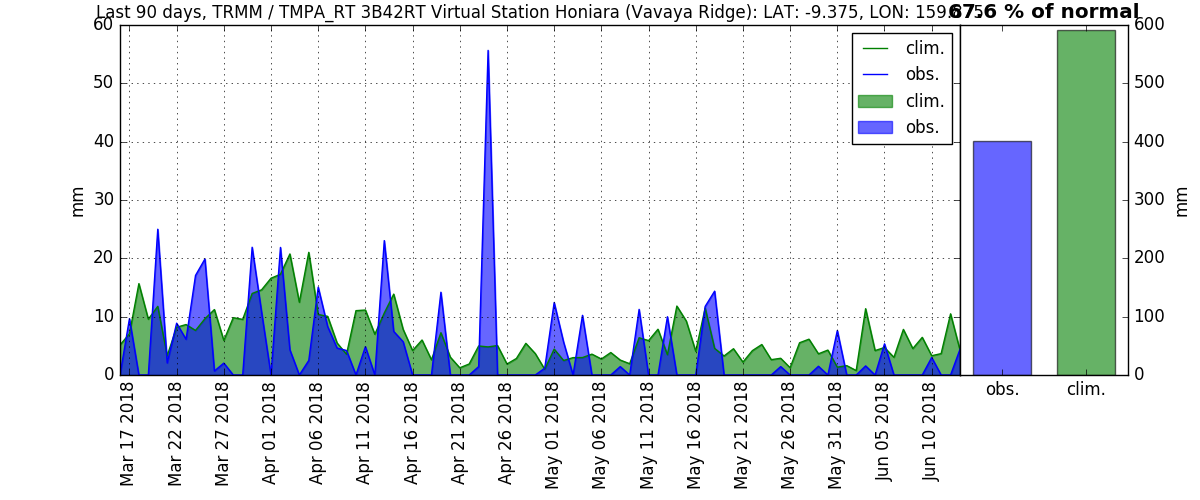 Last 90 days, TRMM / TMPA_RT 3B42RT Virtual Station Honiara (Vavaya Ridge): LAT: -9.375, LON:
67.6 % of normal
60
50
40
30
20
10
0
mm
clim.
obs.
clim.
obs.
600
500
400
300
200
100
0
mm
obs. clim.
Mar 17 2018
Mar 22 2018
Mar 27 2018
Apr 01 2018
Apr 06 2018
Apr 11 2018
Apr 16 2018
Apr 21 2018
Apr 26 2018
May 01 2018
May 06 2018
May 11 2018
May 16 2018
May 21 2018
May 26 2018
May 31 2018
Jun 05 2018
Jun 10 2018